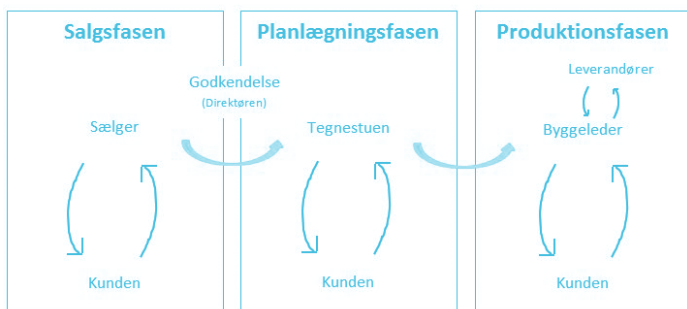 Salgsfasen
Sælger
Kunden
Godkendelse
(Direktøren)
Planlægningsfasen
Tegnestuen
Kunden
Produktionsfasen
Leverandører
Byggeleder
Kunden